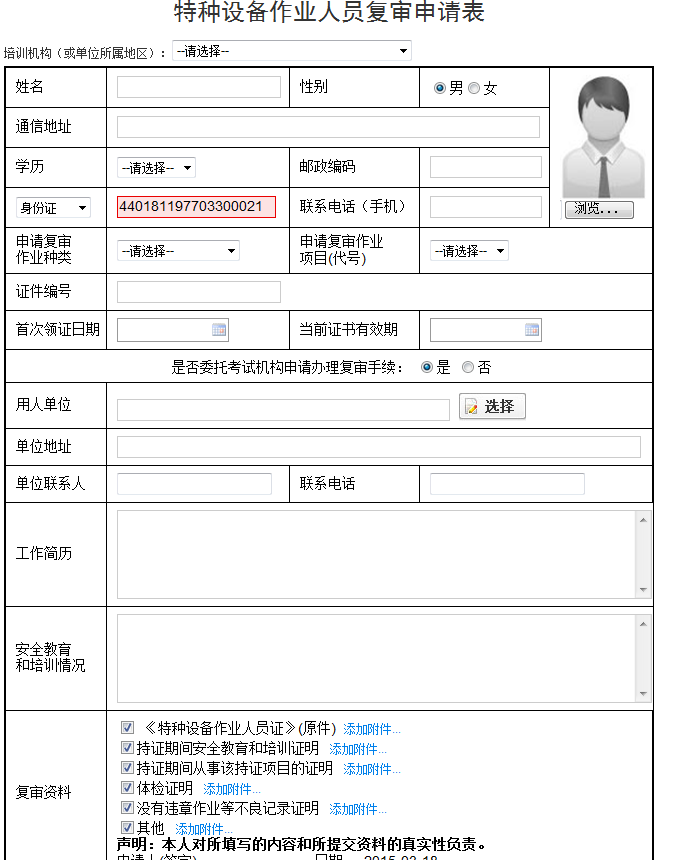 特种设备作业人员复审申请表
培训机构（或单位所属地区）： --请选择--
姓名 性别 男 女
通信地址
学历 --请选择-- 邮政编码
身份证 440181197703300021 联系电话（手机） 浏览...
申请复审 --请选择-- 申请复审作业 --请选择--
作业种类 项目(代号)
证件编号
首次领证日期 当前证书有效期
是否委托考试机构申请办理复审手续： 是 否
用人单位 选择
单位地址
单位联系人 联系电话
工作简历
安全教育
和培训情况
复审资料
《特种设备作业人员证》(原件) 添加附件...
持证期间安全教育和培训证明 添加附件...
持证期间从事该持证项目的证明 添加附件...
体检证明 添加附件...
没有违章作业等不良记录证明 添加附件...
其他 添加附件...
声明：本人对所填写的内容和所提交资料的真实性负责。
申请人(签字) 日期 2015-03-18